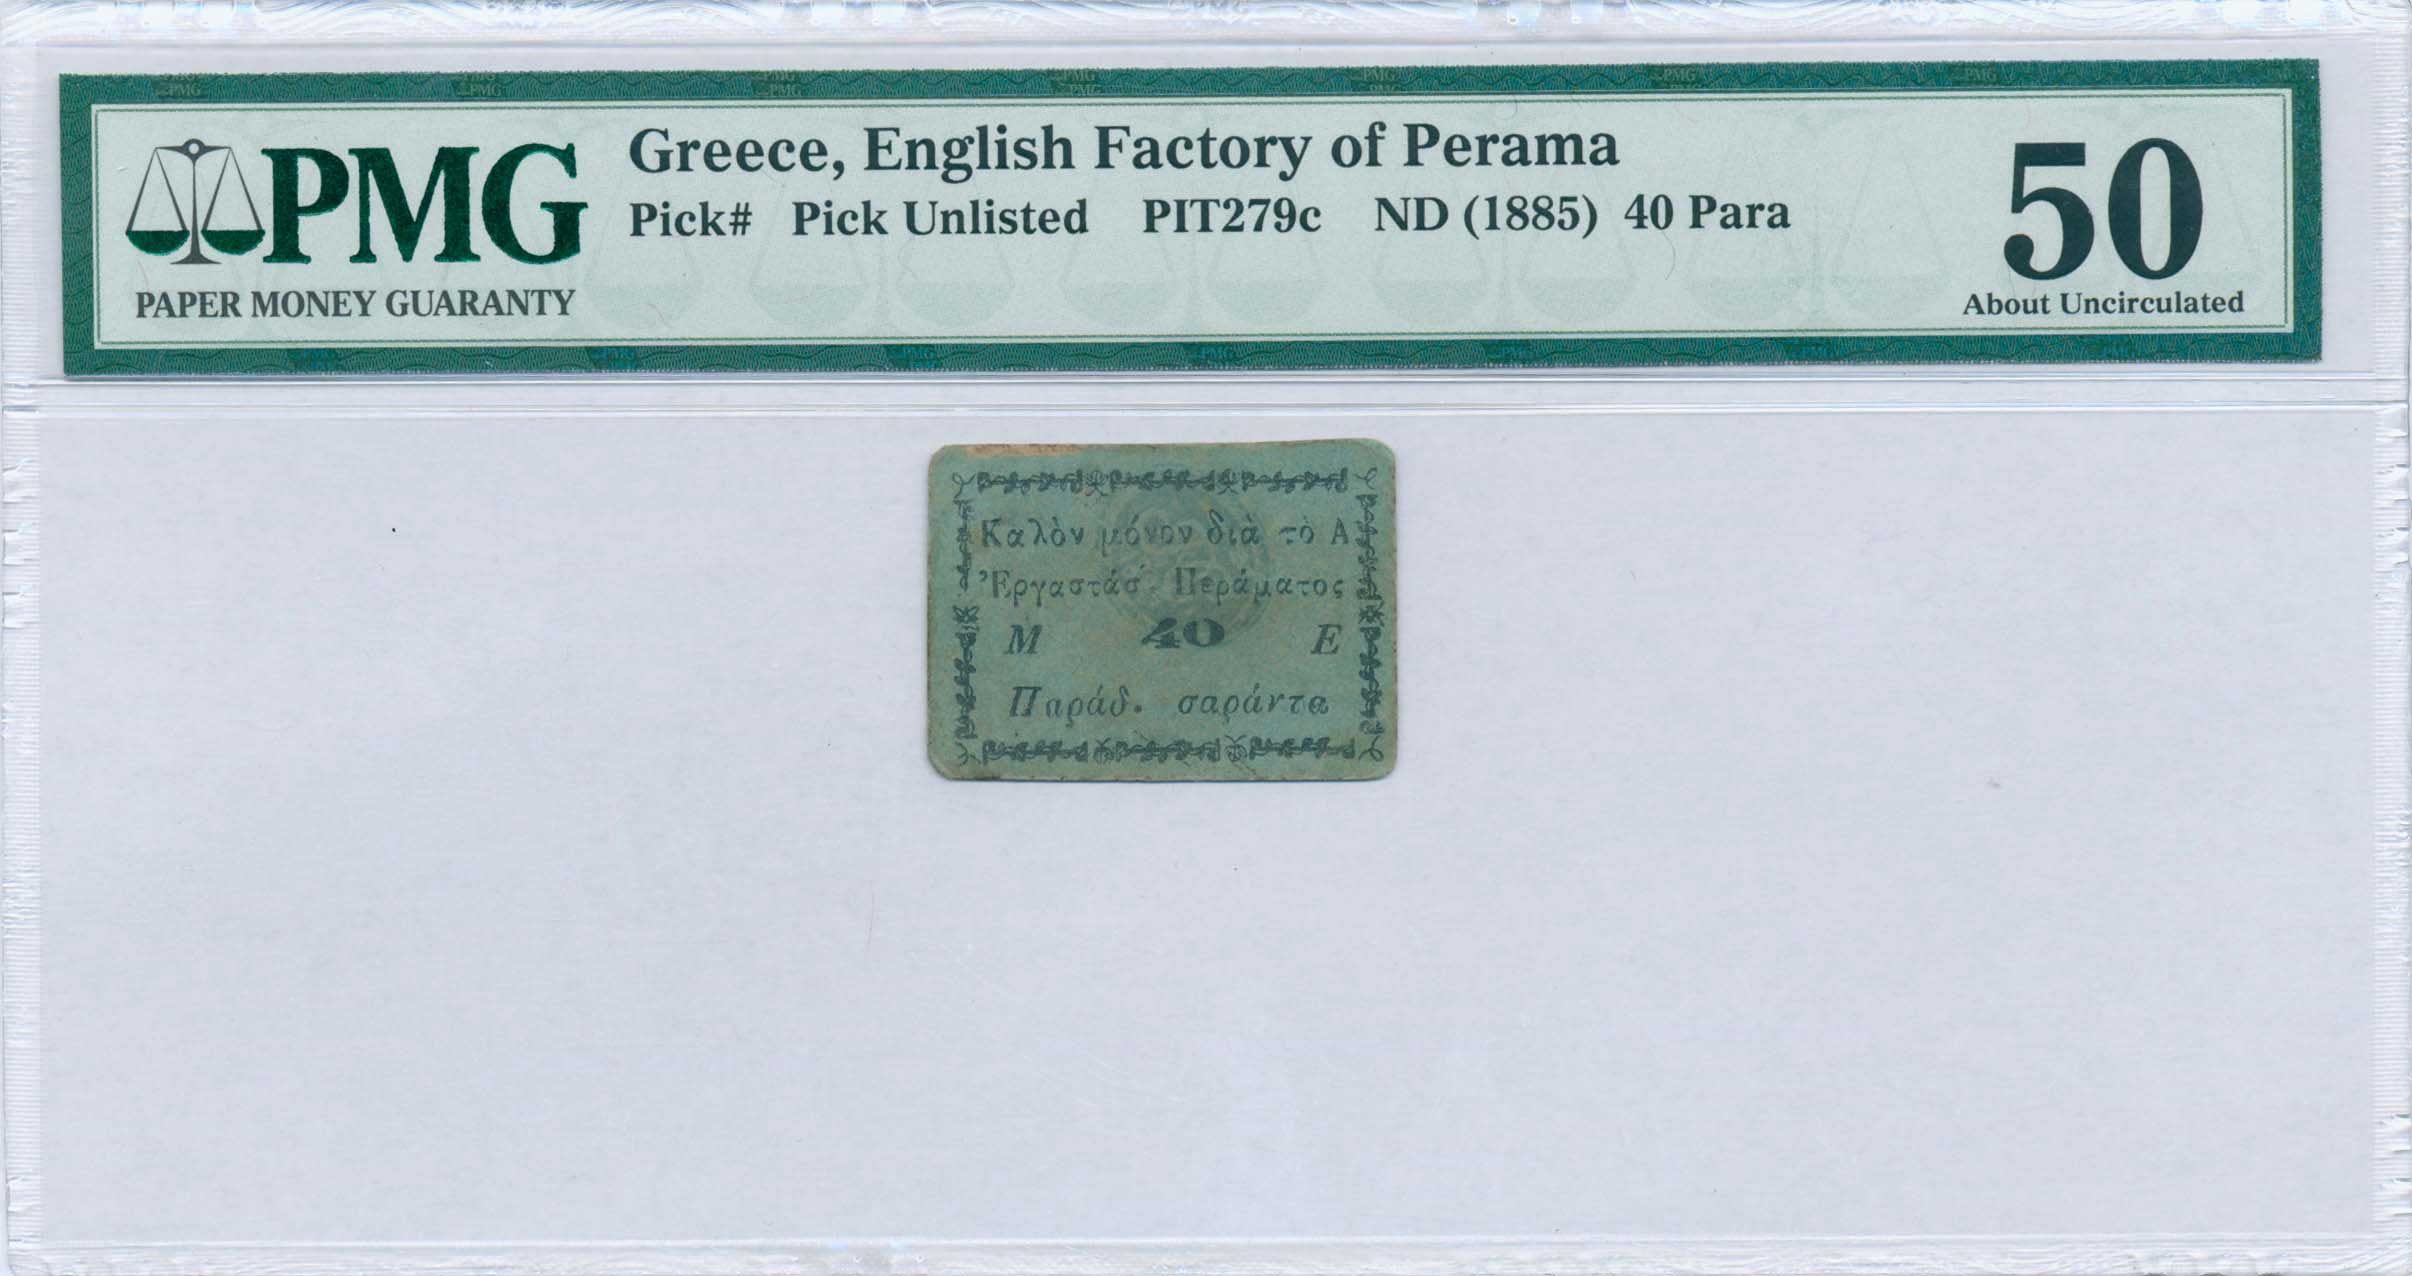 PMG
PAPER MONEY GUARANTY
Greece, English Factory of Perama
Pick# Pick Unlisted PIT279c ND (1885) 40 Para
50
About Uncirculated
Καλὸν μόνον διὰ τὸ Α
Ἐργαστάσ. Περάματος
Μ 40 Ε
Παράδ. σαράντα